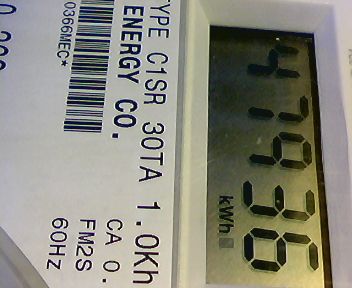 47936
kWh
TYPE C1SR 30TA 1.0Kh
ENERGY CO.
CA 0.
FM2S
60HZ
0366MEC*